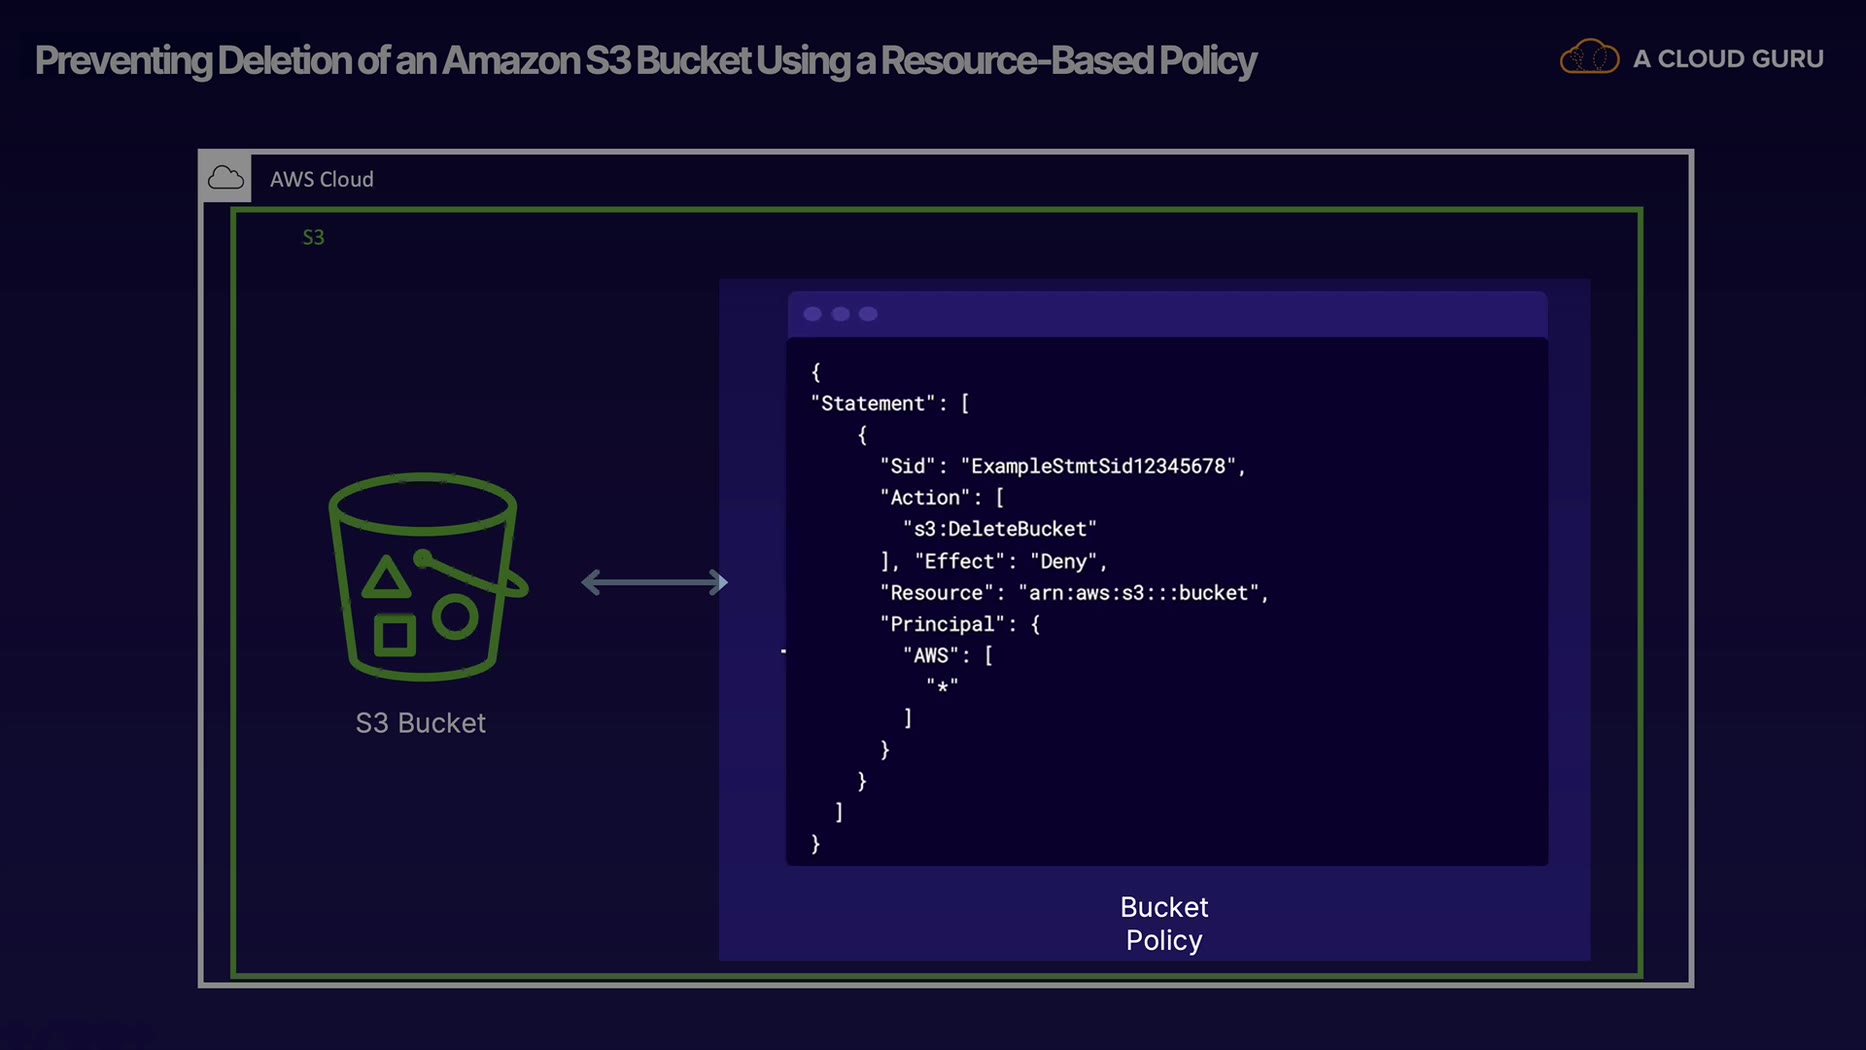 Preventing Deletion of an Amazon S3 Bucket Using a Resource-Based Policy
A CLOUD GURU
AWS Cloud
S3
{
"Statement": [
{
"Sid": "ExampleStmtSid12345678",
"Action": [
"s3:DeleteBucket"
], "Effect": "Deny",
"Resource": "arn:aws:s3:::bucket",
"Principal": {
"AWS": [
"*"
]
}
}
]
}
S3 Bucket
Bucket
Policy